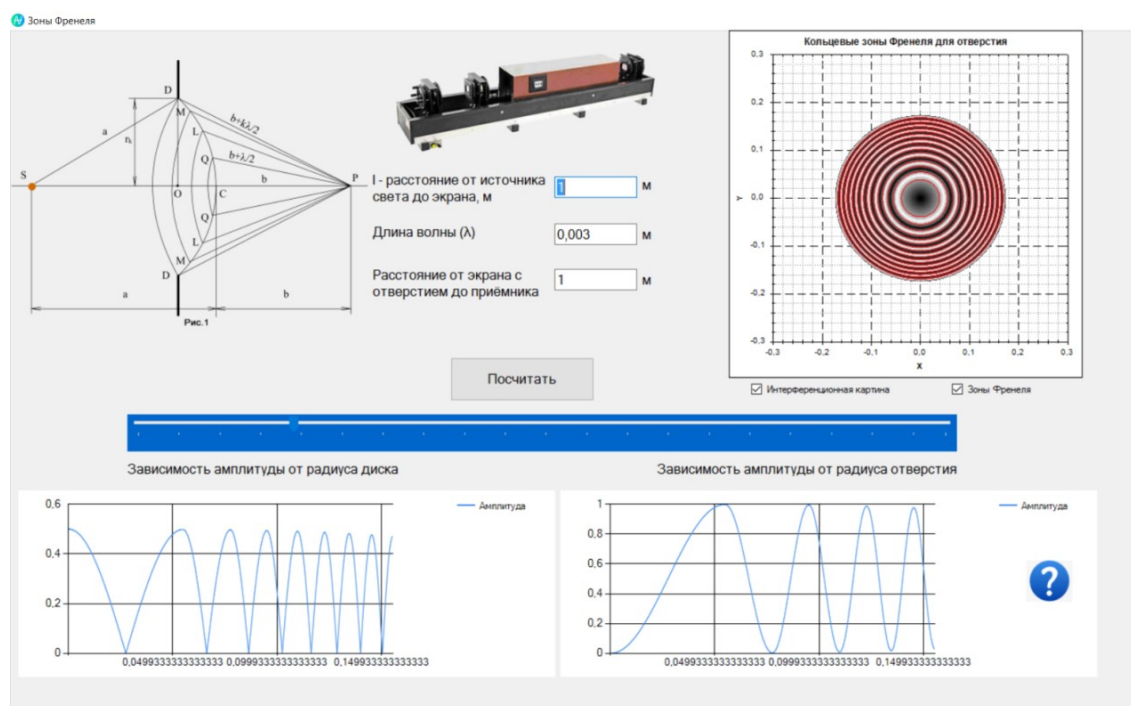 Зоны Френеля
D
M
L
Q
Q
L
M
D
a
r
b+kλ/2
b+λ/2
b
S
O
C
P
a
b
Рис.1
l - расстояние от источника
света до экрана, м
1
м
Длина волны (λ)
0,003
м
Расстояние от экрана с
отверстием до приёмника
1
м
Посчитать
Кольцевые зоны Френеля для отверстия
0,3
0,2
0,1
0,0
-0,1
-0,2
-0,3
Y
-0,3 -0,2 -0,1 0,0 0,1 0,2 0,3
X
Интерференционная картина
Зоны Френеля
Зависимость амплитуды от радиуса диска
Зависимость амплитуды от радиуса отверстия
0,6
0,4
0,2
0
0,0499333333333333 0,0999333333333333 0,149933333333333
Амплитуда
1
0,8
0,6
0,4
0,2
0
0,0499333333333333 0,0999333333333333 0,149933333333333
Амплитуда
?